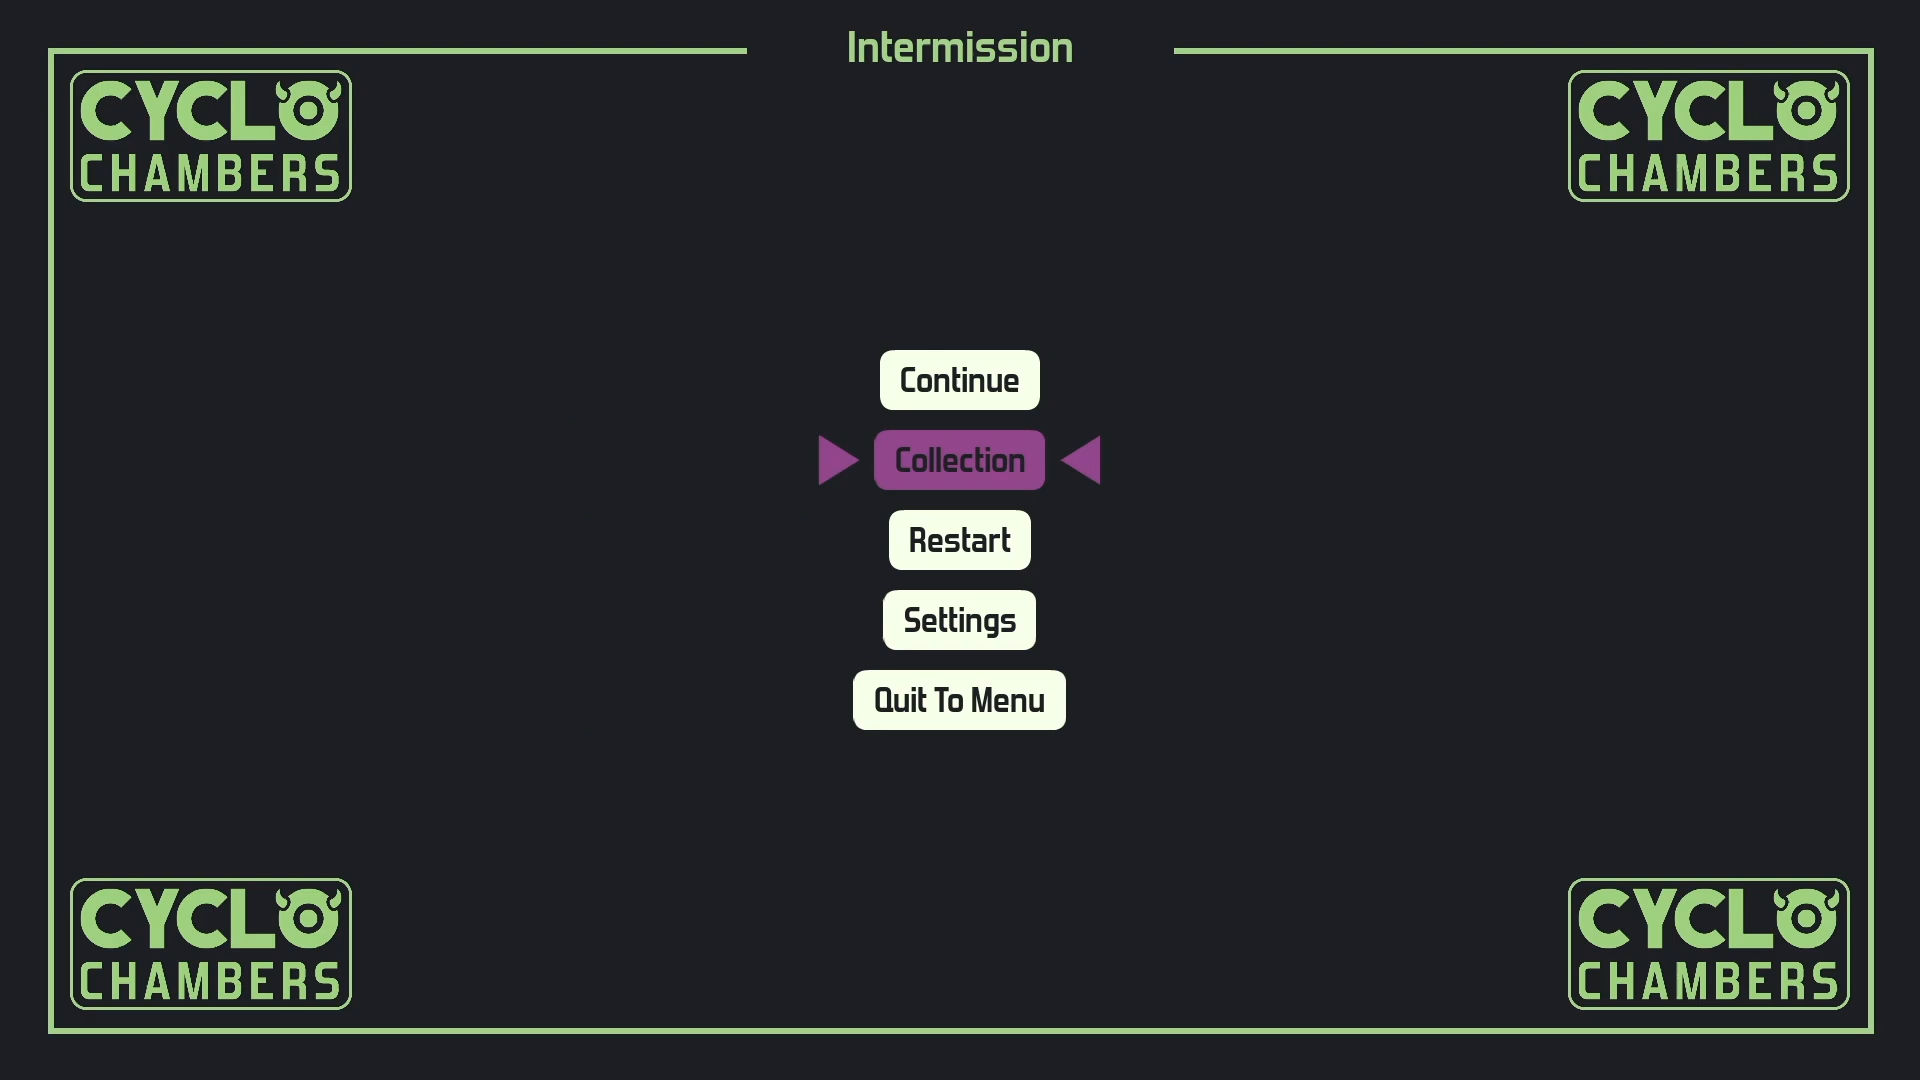 Intermission
CYCLO
CHAMBERS
CYCLO
CHAMBERS
Continue
Collection
Restart
Settings
Quit To Menu
CYCLO
CHAMBERS
CYCLO
CHAMBERS